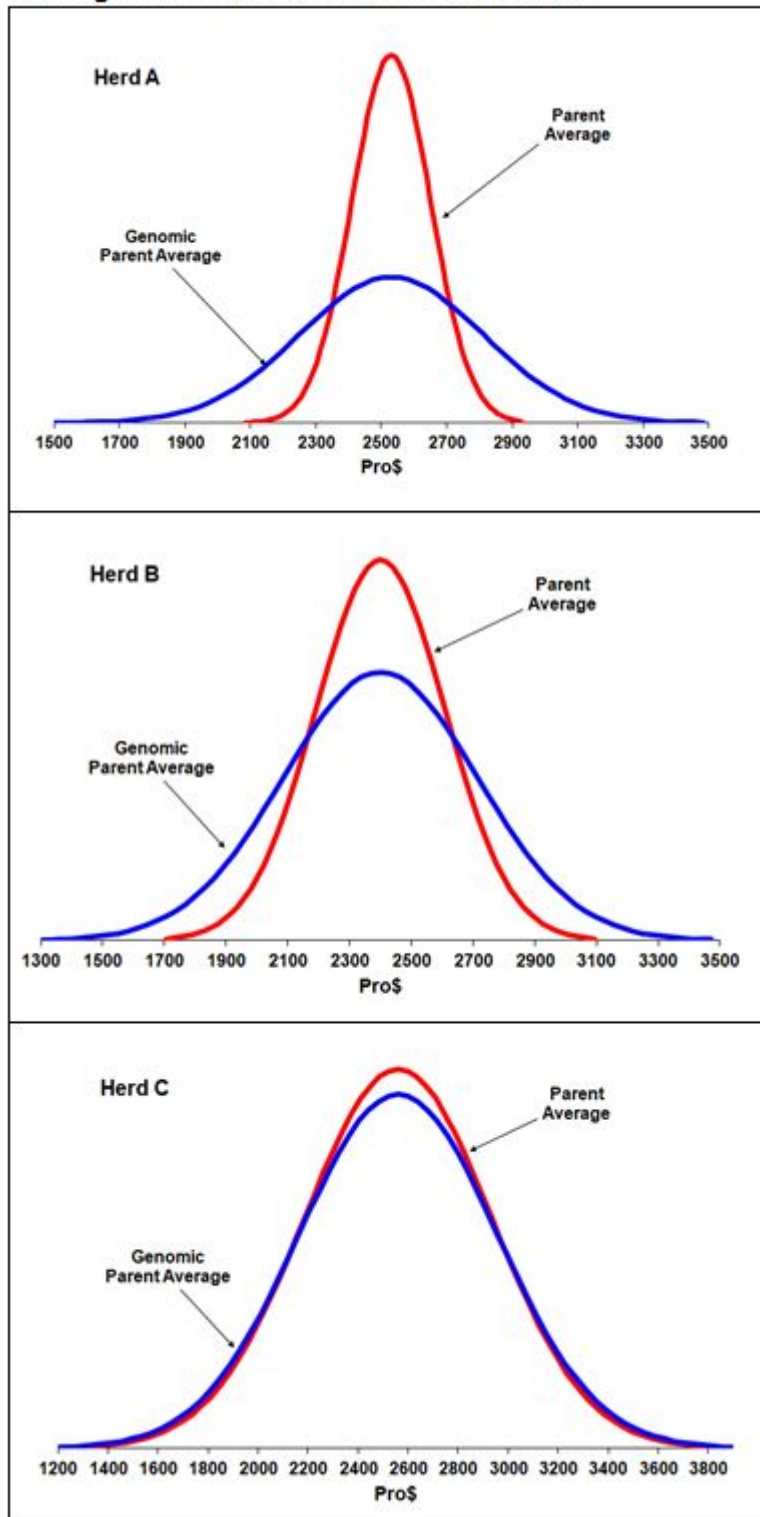 Herd A
Parent
Average
Genomic
Parent Average
1500 1700 1900 2100 2300 2500 2700 2900 3100 3300 3500
Pro$
Herd B
Parent
Average
Genomic
Parent Average
1300 1500 1700 1900 2100 2300 2500 2700 2900 3100 3300 3500
Pro$
Herd C
Parent
Average
Genomic
Parent Average
1200 1400 1600 1800 2000 2200 2400 2600 2800 3000 3200 3400 3600 3800
Pro$